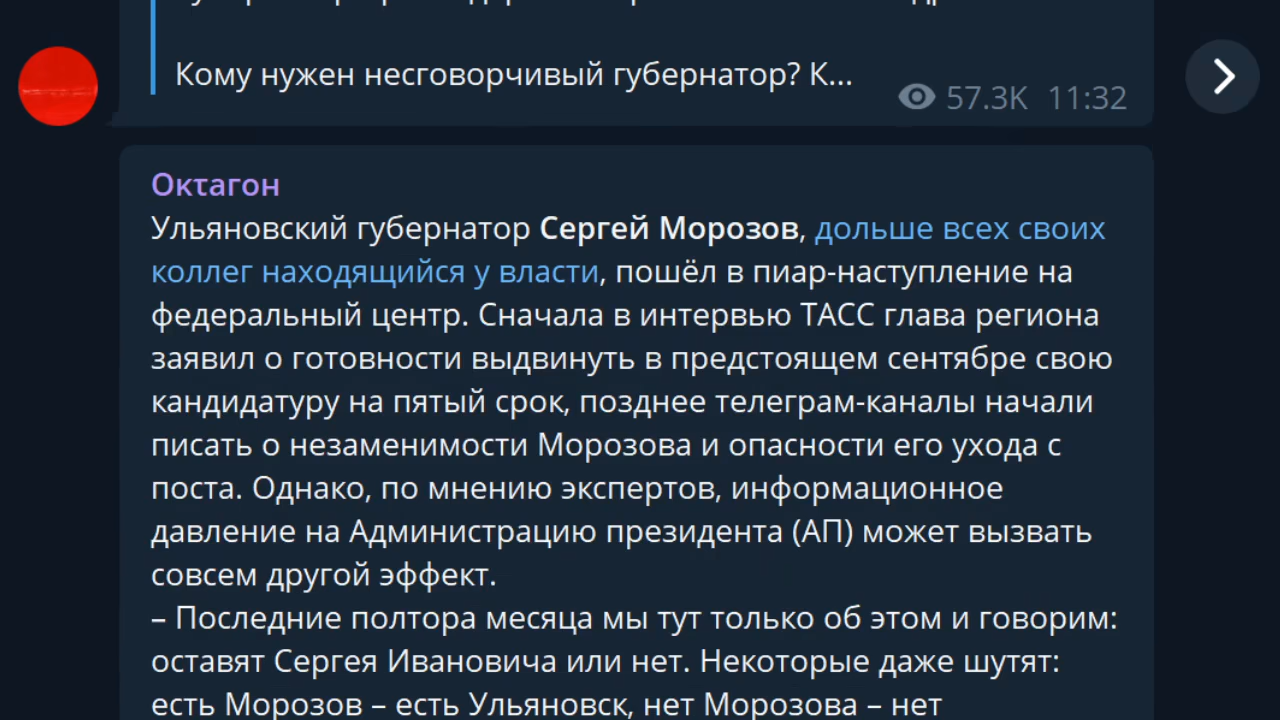 Кому нужен несговорчивый губернатор? К...
57.3K 11:32
Октагон
Ульяновский губернатор Сергей Морозов, дольше всех своих
коллег находящийся у власти, пошёл в пиар-наступление на
федеральный центр. Сначала в интервью ТАСС глава региона
заявил о готовности выдвинуть в предстоящем сентябре свою
кандидатуру на пятый срок, позднее телеграм-каналы начали
писать о незаменимости Морозова и опасности его ухода с
поста. Однако, по мнению экспертов, информационное
давление на Администрацию президента (АП) может вызвать
совсем другой эффект.
– Последние полтора месяца мы тут только об этом и говорим:
оставят Сергея Ивановича или нет. Некоторые даже шутят:
есть Морозов – есть Ульяновск, нет Морозова – нет